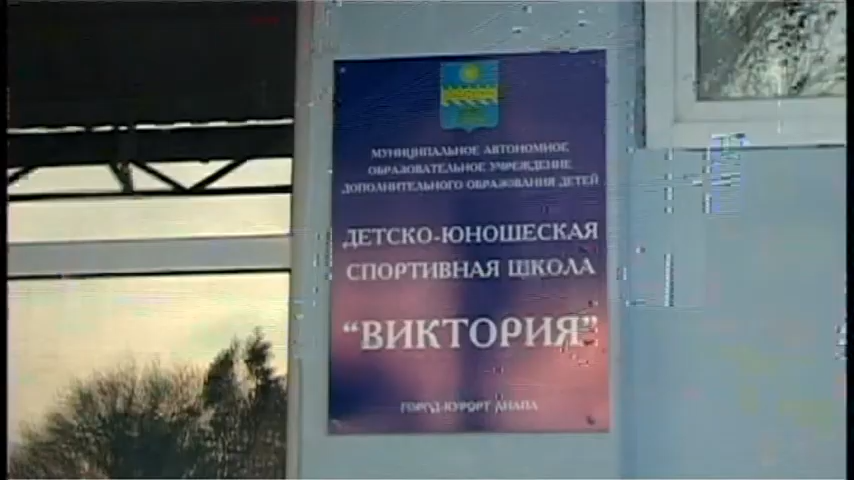 МУНИЦИПАЛЬНОЕ АВТОНОМНОЕ
ОБРАЗОВАТЕЛЬНОЕ УЧРЕЖДЕНИЕ
ДОПОЛНИТЕЛЬНОГО ОБРАЗОВАНИЯ ДЕТЕЙ
ДЕТСКО-ЮНОШЕСКАЯ
СПОРТИВНАЯ ШКОЛА
“ВИКТОРИЯ”
ГОРОД-КУРОРТ АНАПА